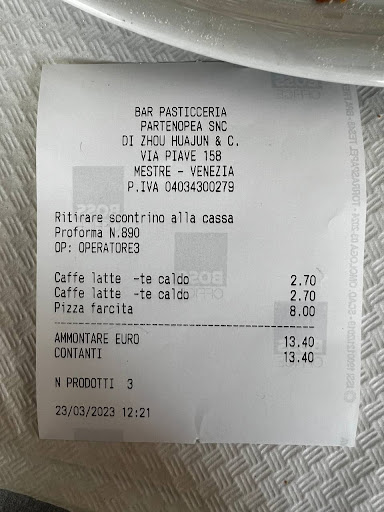 BAR PASTICCERIA
PARTENOPEA SNC
DI ZHOU HUAJUN & C.
VIA PIAVE 158
MESTRE - VENEZIA
P.IVA 04034300279
Ritirare scontrino alla cassa
Proforma N.890
OP: OPERATORE3
Caffe latte -te caldo 2.70
Caffe latte -te caldo 2.70
Pizza farcita 8.00
AMMONTARE EURO 13.40
CONTANTI 13.40
N PRODOTTI 3
23/03/2023 12:21